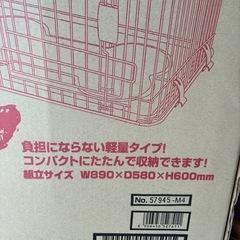 負担にならない軽量タイプ!
コンパクトにたたんで収納できます!
組立サイズ W890×D580×H600mm
No. 57945-M4